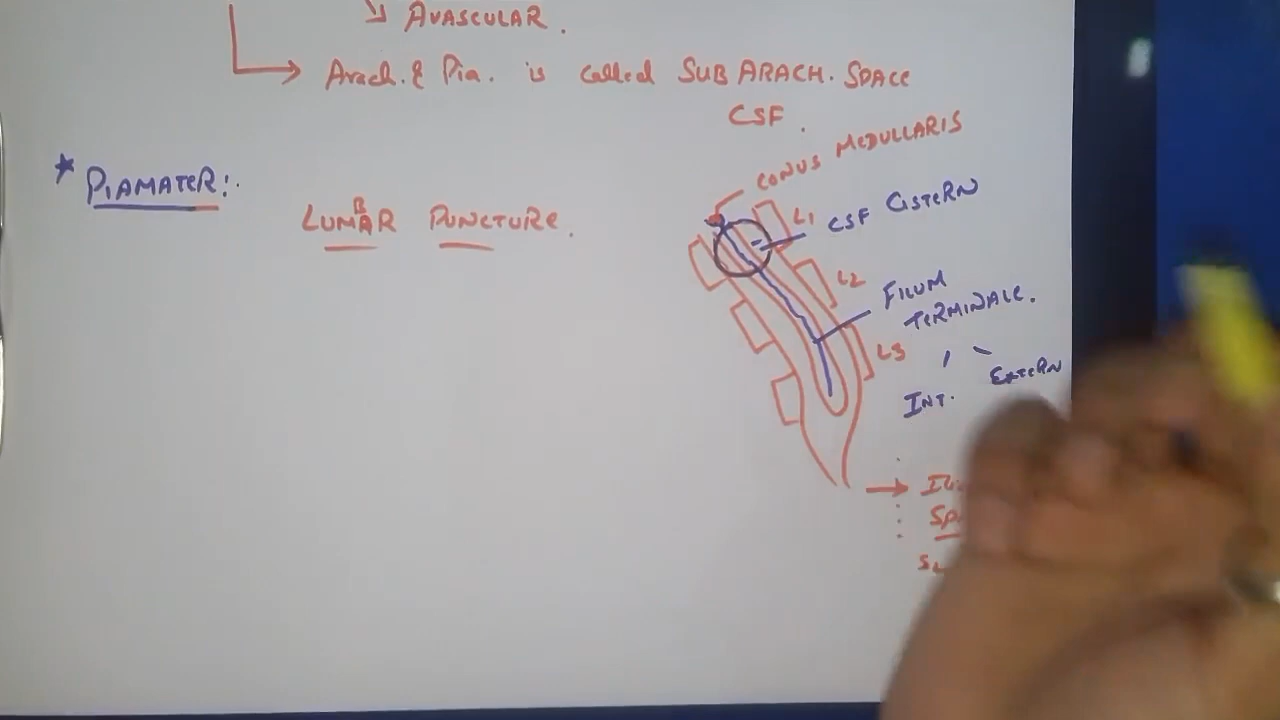 AVASCULAR.
Arach. & Pia. is called SUB ARACH. SPACE
CSF.
CONUS MEDULLARIS
* PIAMATER:.
LUMBAR PUNCTURE.
L1
CSF CISTERN
L2
FILUM
TERMINALE.
L3
EXTERN
INT.